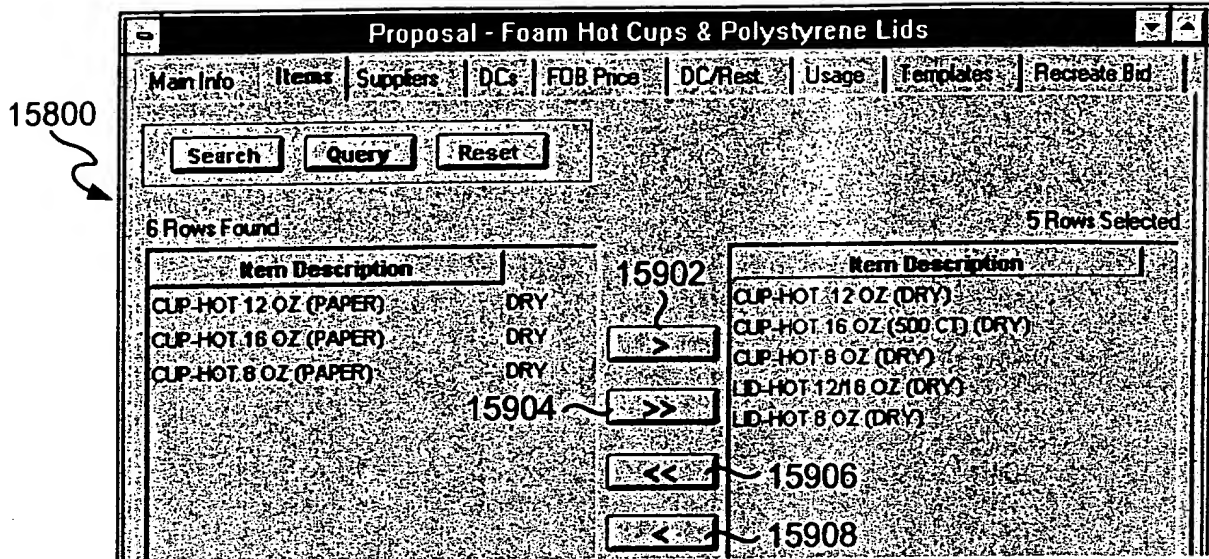 Proposal - Foam Hot Cups & Polystyrene Lids
Main Info Items Suppliers DCs FOB Price DC/Rest. Usage Templates Recreate Bid
15800
Search Query Reset
6 Rows Found 5 Rows Selected
Item Description Item Description
CUP-HOT 12 OZ (PAPER) DRY 15902 CUP-HOT 12 OZ (DRY)
CUP-HOT 16 OZ (PAPER) DRY > CUP-HOT 16 OZ (500 CT) (DRY)
CUP-HOT 8 OZ (PAPER) DRY CUP-HOT 8 OZ (DRY)
15904 >> LID-HOT 12/16 OZ (DRY)
LID-HOT 8 OZ (DRY)
<< 15906
< 15908